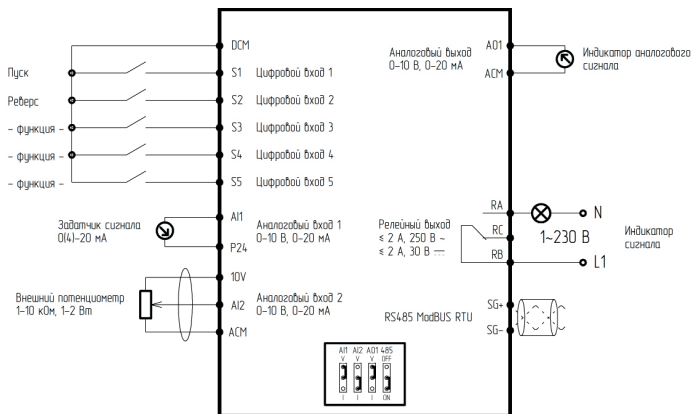 DCM
Пуск
S1 Цифровой вход 1
Реверс
S2 Цифровой вход 2
- функция -
S3 Цифровой вход 3
- функция -
S4 Цифровой вход 4
- функция -
S5 Цифровой вход 5
Задатчик сигнала
0(4)-20 мА
AI1
P24
Аналоговый вход 1
0-10 В, 0-20 мА
Внешний потенциометр
1-10 кОм, 1-2 Вт
10V
AI2
ACM
Аналоговый вход 2
0-10 В, 0-20 мА
Аналоговый выход
0-10 В, 0-20 мА
AO1
ACM
Индикатор аналогового
сигнала
Релейный выход
≤ 2 А, 250 В ~
≤ 2 А, 30 В ⎓
RA
RC
RB
N
1~230 В
L1
Индикатор
сигнала
RS485 ModBUS RTU
SG+
SG-
AI1 AI2 AO1 485
V V V OFF
I I I ON